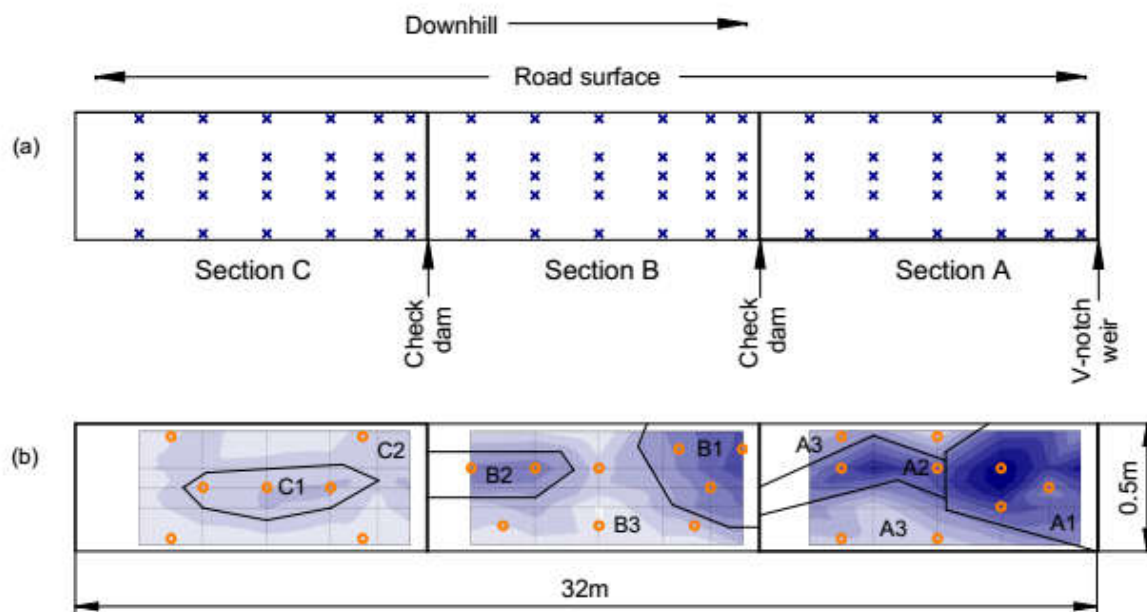 Downhill
Road surface
(a)
Section C
Section B
Section A
Check
dam
Check
dam
V-notch
weir
(b)
C2
C1
B2
B1
B3
A3
A2
A3
A1
0.5m
32m